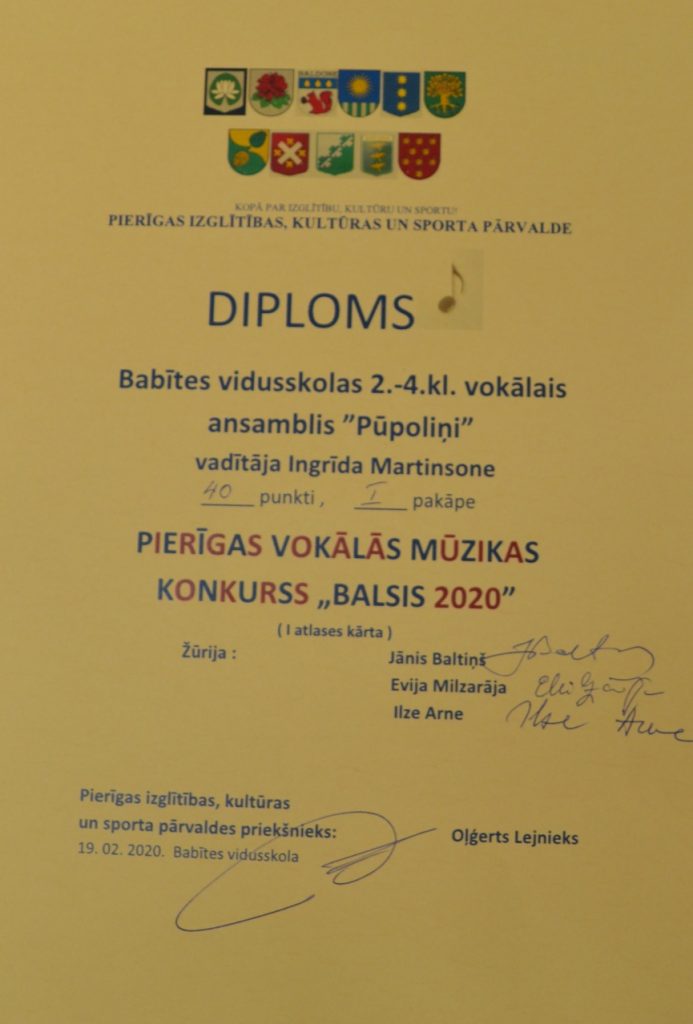 BALDONE
KOPĀ PAR IZGLĪTĪBU, KULTŪRU UN SPORTU!
PIERĪGAS IZGLĪTĪBAS, KULTŪRAS UN SPORTA PĀRVALDE
DIPLOMS
Babītes vidusskolas 2.-4.kl. vokālais
ansamblis ”Pūpoliņi”
vadītāja Ingrīda Martinsone
40 punkti , I pakāpe
PIERĪGAS VOKĀLĀS MŪZIKAS
KONKURSS „BALSIS 2020”
( I atlases kārta )
Žūrija : Jānis Baltiņš JBaltiņ
Evija Milzarāja
Ilze Arne Ilze Arne
Pierīgas izglītības, kultūras
un sporta pārvaldes priekšnieks: Oļģerts Lejnieks
19. 02. 2020. Babītes vidusskola